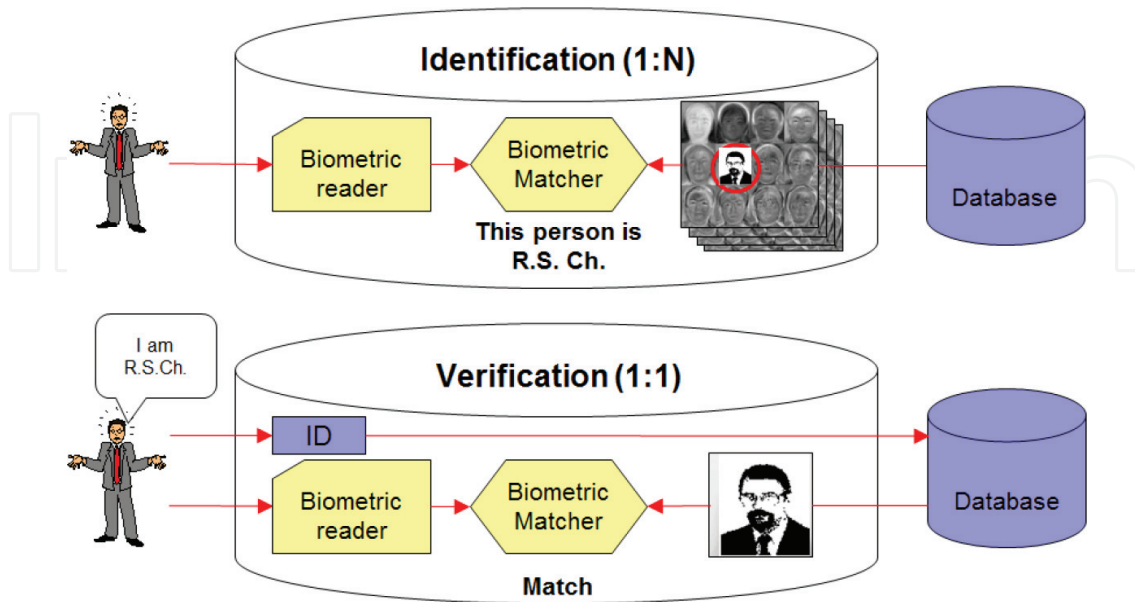 Identification (1:N)
Biometric
reader
Biometric
Matcher
This person is
R.S. Ch.
Database
I am
R.S.Ch.
Verification (1:1)
ID
Biometric
reader
Biometric
Matcher
Match
Database